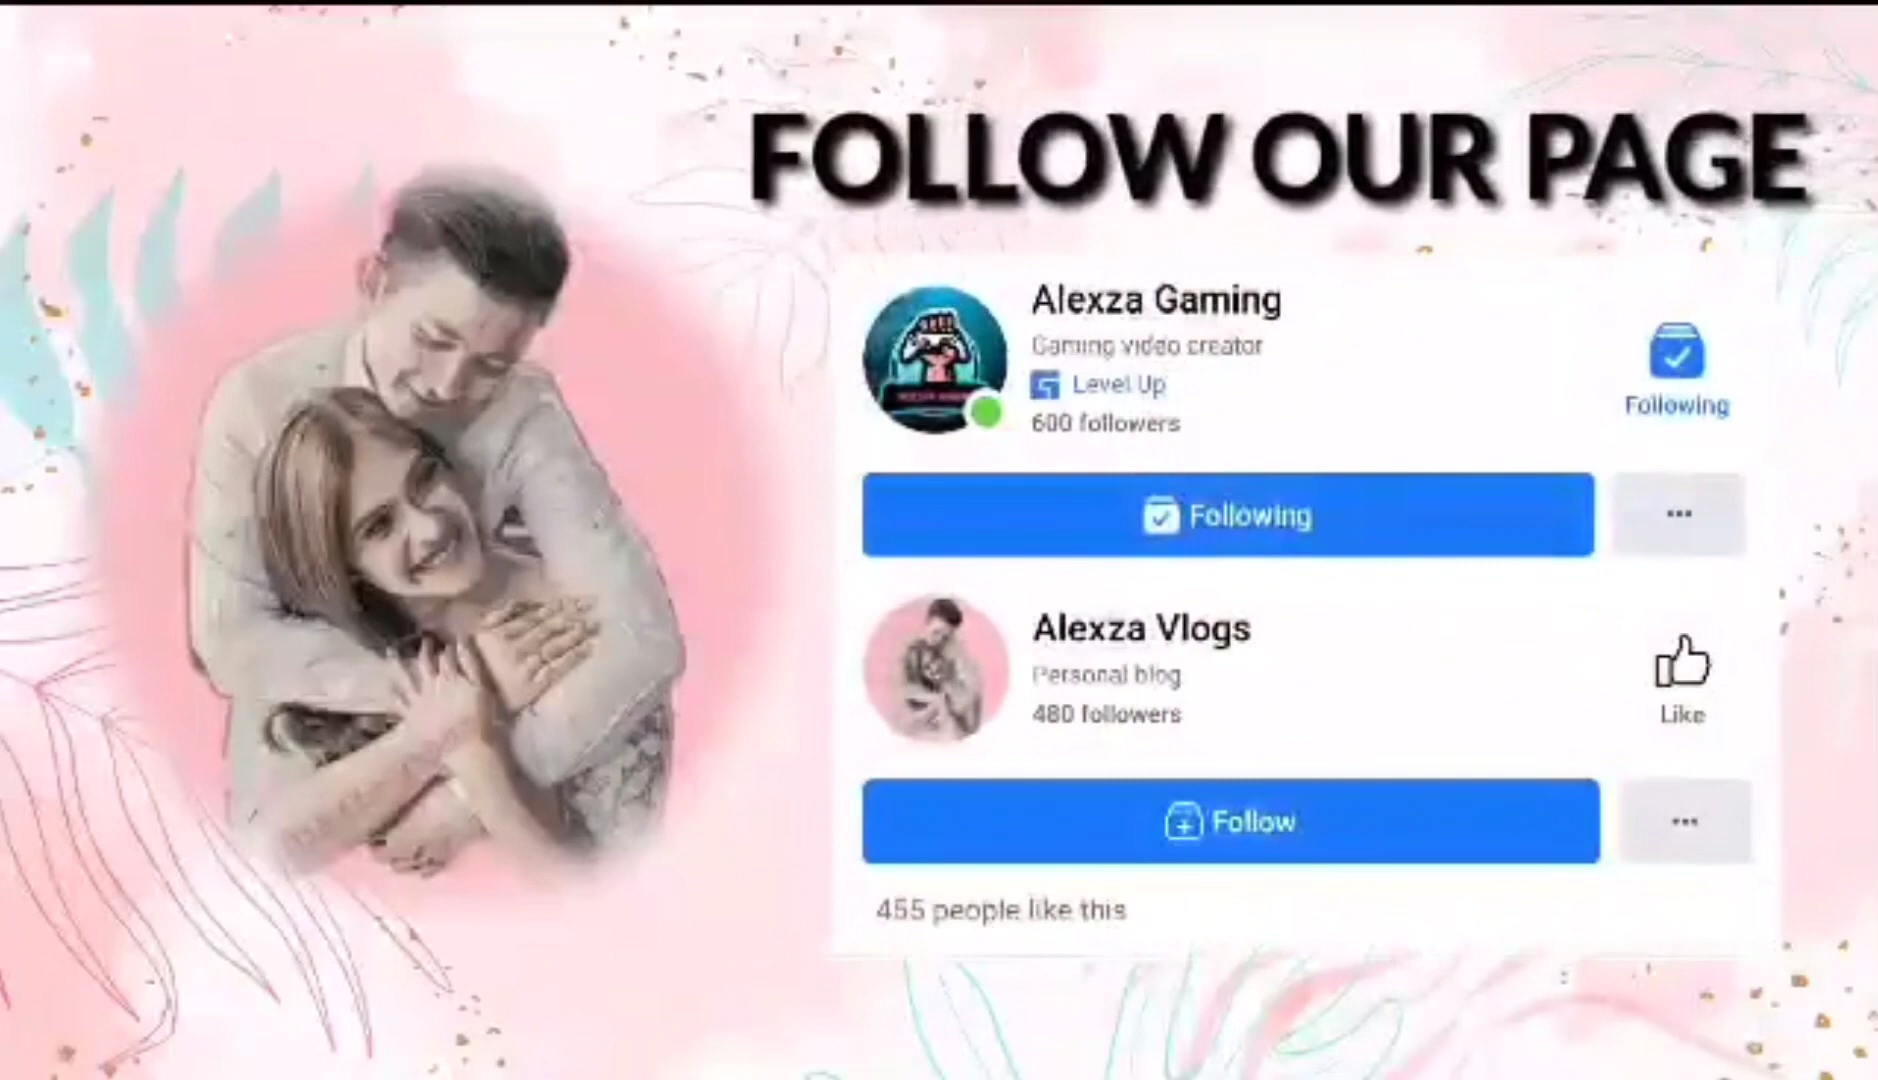 FOLLOW OUR PAGE
Alexza Gaming
Gaming video creator
Level Up
600 followers
Following
Following
Alexza Vlogs
Personal blog
480 followers
Like
Follow
455 people like this